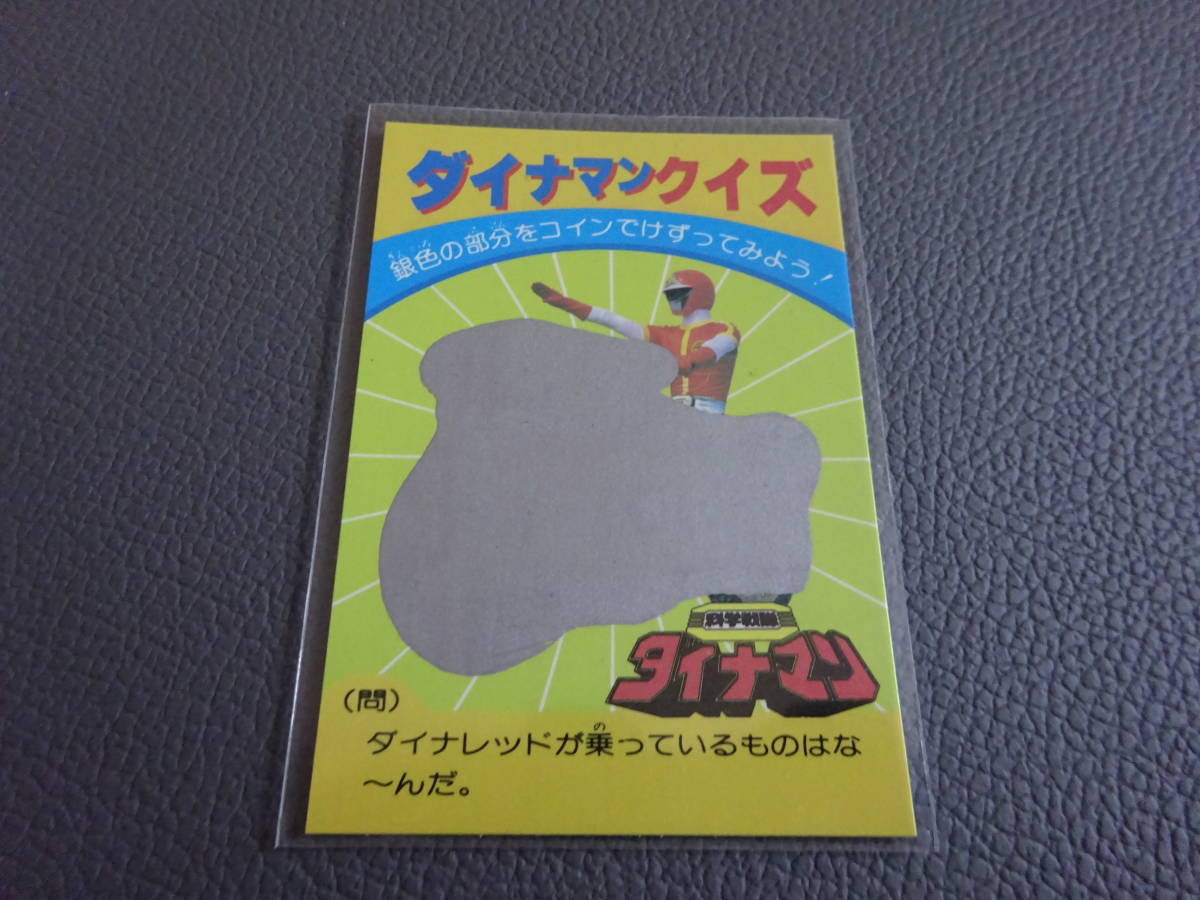 ダイナマンクイズ
銀色の部分をコインでけずってみよう!
科学戦隊
ダイナマン
(問)
ダイナレッドが乗っているものはな
〜んだ。